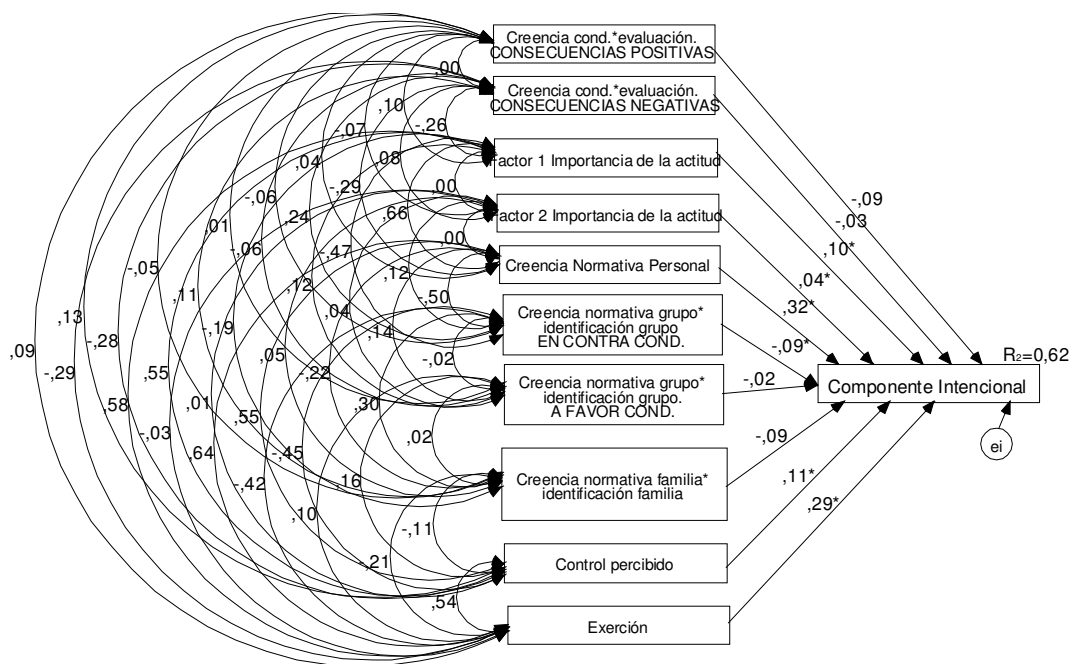 Creencia cond.*evaluación.
CONSECUENCIAS POSITIVAS
,00
Creencia cond.*evaluación.
CONSECUENCIAS NEGATIVAS
,10
-,26
-,07
Factor 1 Importancia de la actitud
,04
,08
,00
-,09
-,06
-,29
-,03
,01
,24
,66
Factor 2 Importancia de la actitud
,10*
,00
-,05
-,06
-,47
,12
Creencia Normativa Personal
,04*
,11
,12
-,50
,32*
,13
-,28
-,19
,04
,14
Creencia normativa grupo*
identificación grupo
EN CONTRA COND.
-,09*
,09
-,29
,55
,05
-,22
-,02
R2=0,62
Creencia normativa grupo*
identificación grupo.
A FAVOR COND.
-,02
Componente Intencional
,58
,01
,55
,30
-,03
,64
-,45
,02
-,09
ei
-,42
,16
Creencia normativa familia*
identificación familia
,11*
,10
-,11
,29*
-,21
Control percibido
,54
Exerción